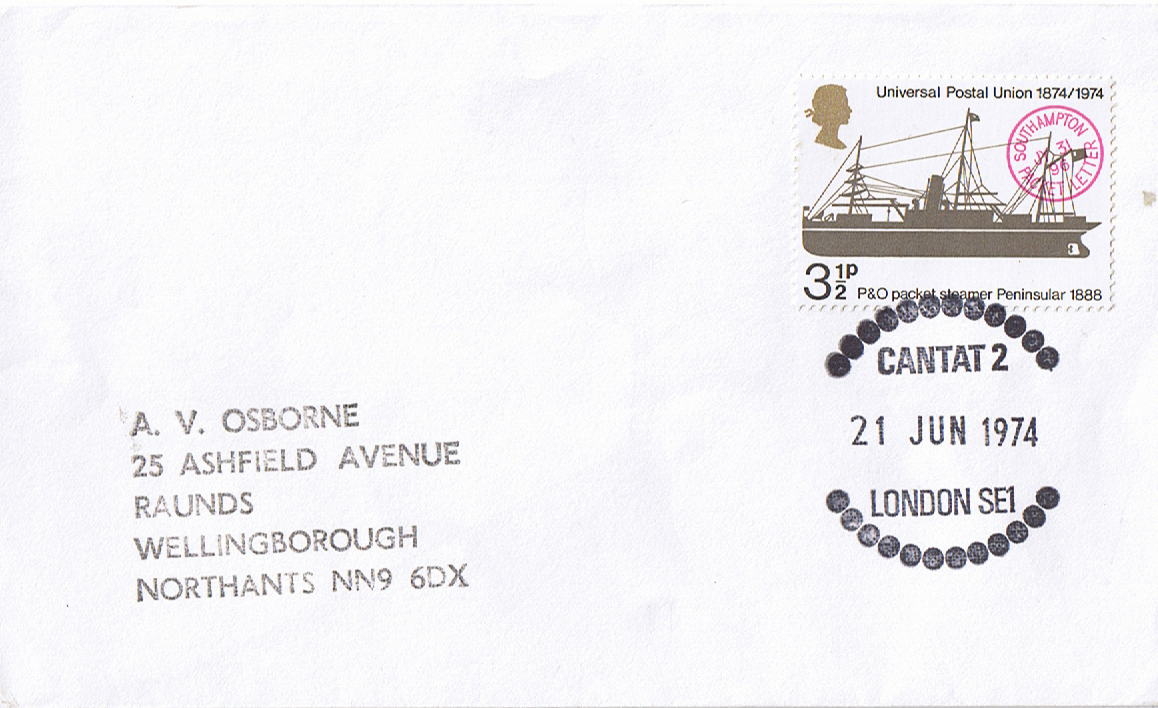 Universal Postal Union 1874/1974
SOUTHAMPTON
PACKET LETTER
3½p
P&O packet steamer Peninsular 1888
CANTAT 2
21 JUN 1974
LONDON SE1
A. V. OSBORNE
25 ASHFIELD AVENUE
RAUNDS
WELLINGBOROUGH
NORTHANTS NN9 6DX